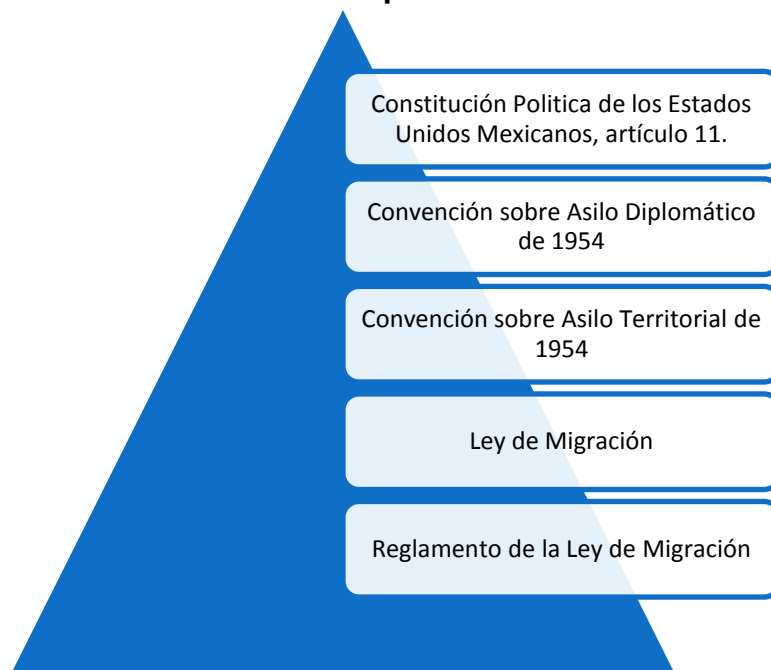 Constitución Politica de los Estados
Unidos Mexicanos, artículo 11.
Convención sobre Asilo Diplomático
de 1954
Convención sobre Asilo Territorial de
1954
Ley de Migración
Reglamento de la Ley de Migración